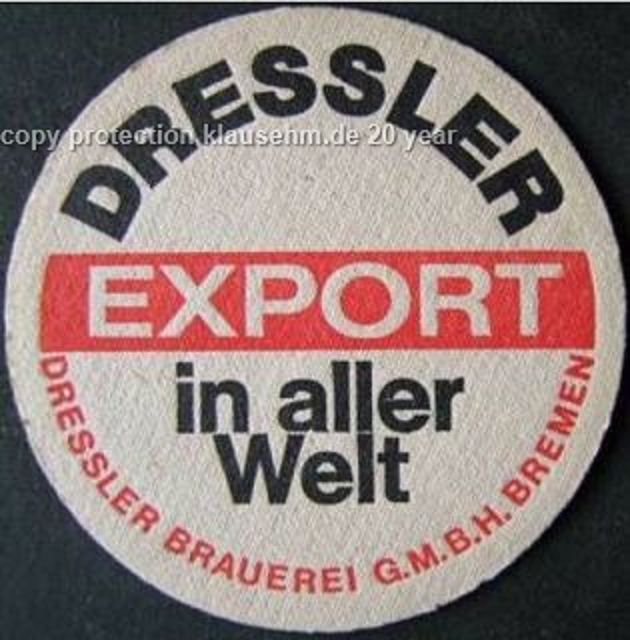 DRESSLER
copy protection klausehm.de 20 year
EXPORT
in aller
Welt
DRESSLER BRAUEREI G.M.B.H. BREMEN